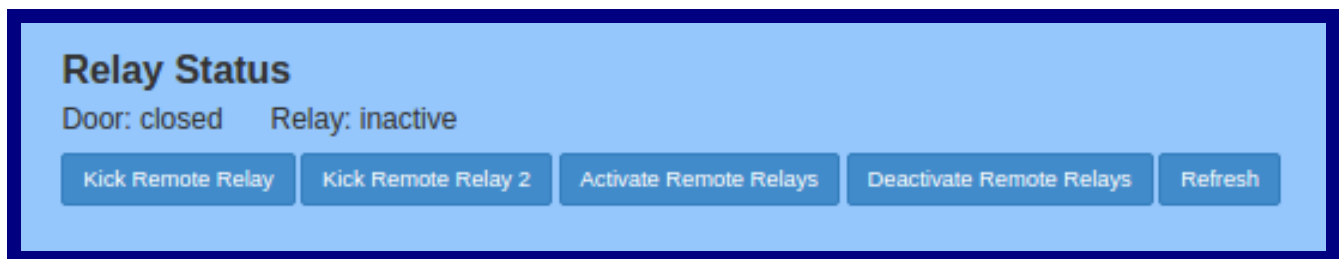 Relay Status
Door: closed Relay: inactive
Kick Remote Relay Kick Remote Relay 2 Activate Remote Relays Deactivate Remote Relays Refresh